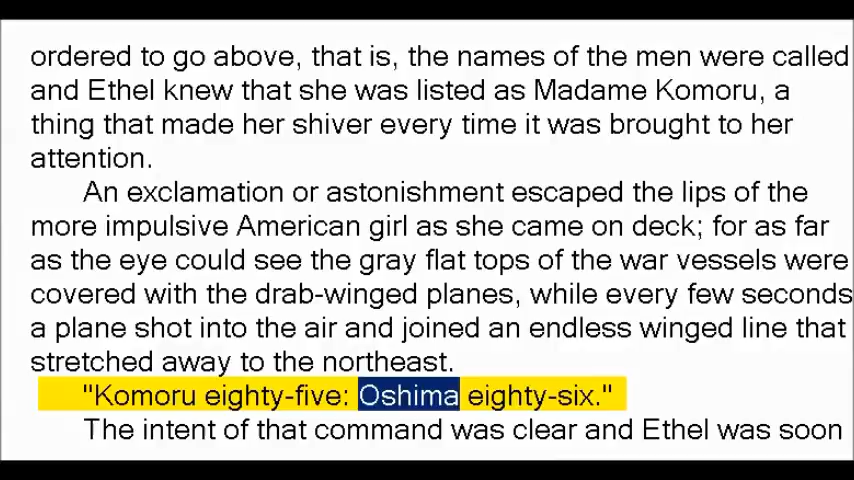 ordered to go above, that is, the names of the men were called
and Ethel knew that she was listed as Madame Komoru, a
thing that made her shiver every time it was brought to her
attention.
An exclamation or astonishment escaped the lips of the
more impulsive American girl as she came on deck; for as far
as the eye could see the gray flat tops of the war vessels were
covered with the drab-winged planes, while every few seconds
a plane shot into the air and joined an endless winged line that
stretched away to the northeast.
"Komoru eighty-five: Oshima eighty-six."
The intent of that command was clear and Ethel was soon